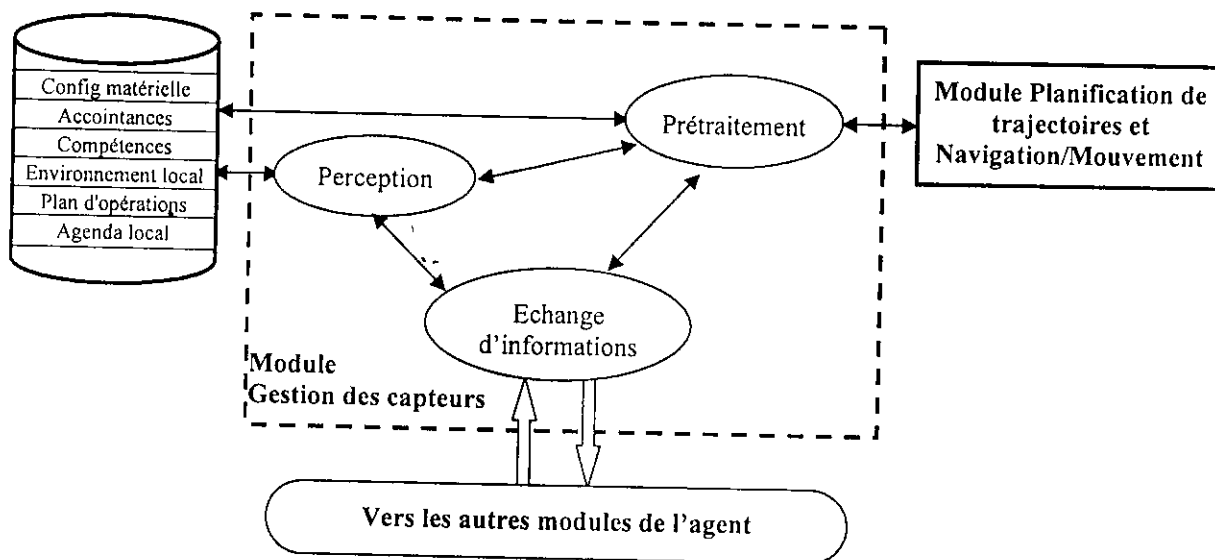 Config matérielle
Accointances
Compétences
Environnement local
Plan d'opérations
Agenda local
Perception
Prétraitement
Echange
d'informations
Module
Gestion des capteurs
Module Planification de
trajectoires et
Navigation/Mouvement
Vers les autres modules de l'agent